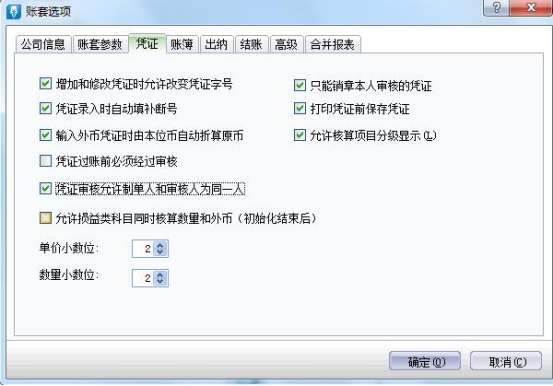 账套选项
公司信息 账套参数 凭证 账簿 出纳 结账 高级 合并报表
增加和修改凭证时允许改变凭证字号 只能销章本人审核的凭证
凭证录入时自动填补断号 打印凭证前保存凭证
输入外币凭证时由本位币自动折算原币 允许核算项目分级显示(L)
凭证过账前必须经过审核
凭证审核允许制单人和审核人为同一人
允许损益类科目同时核算数量和外币（初始化结束后）
单价小数位: 2
数量小数位: 2
确定(O) 取消(C)